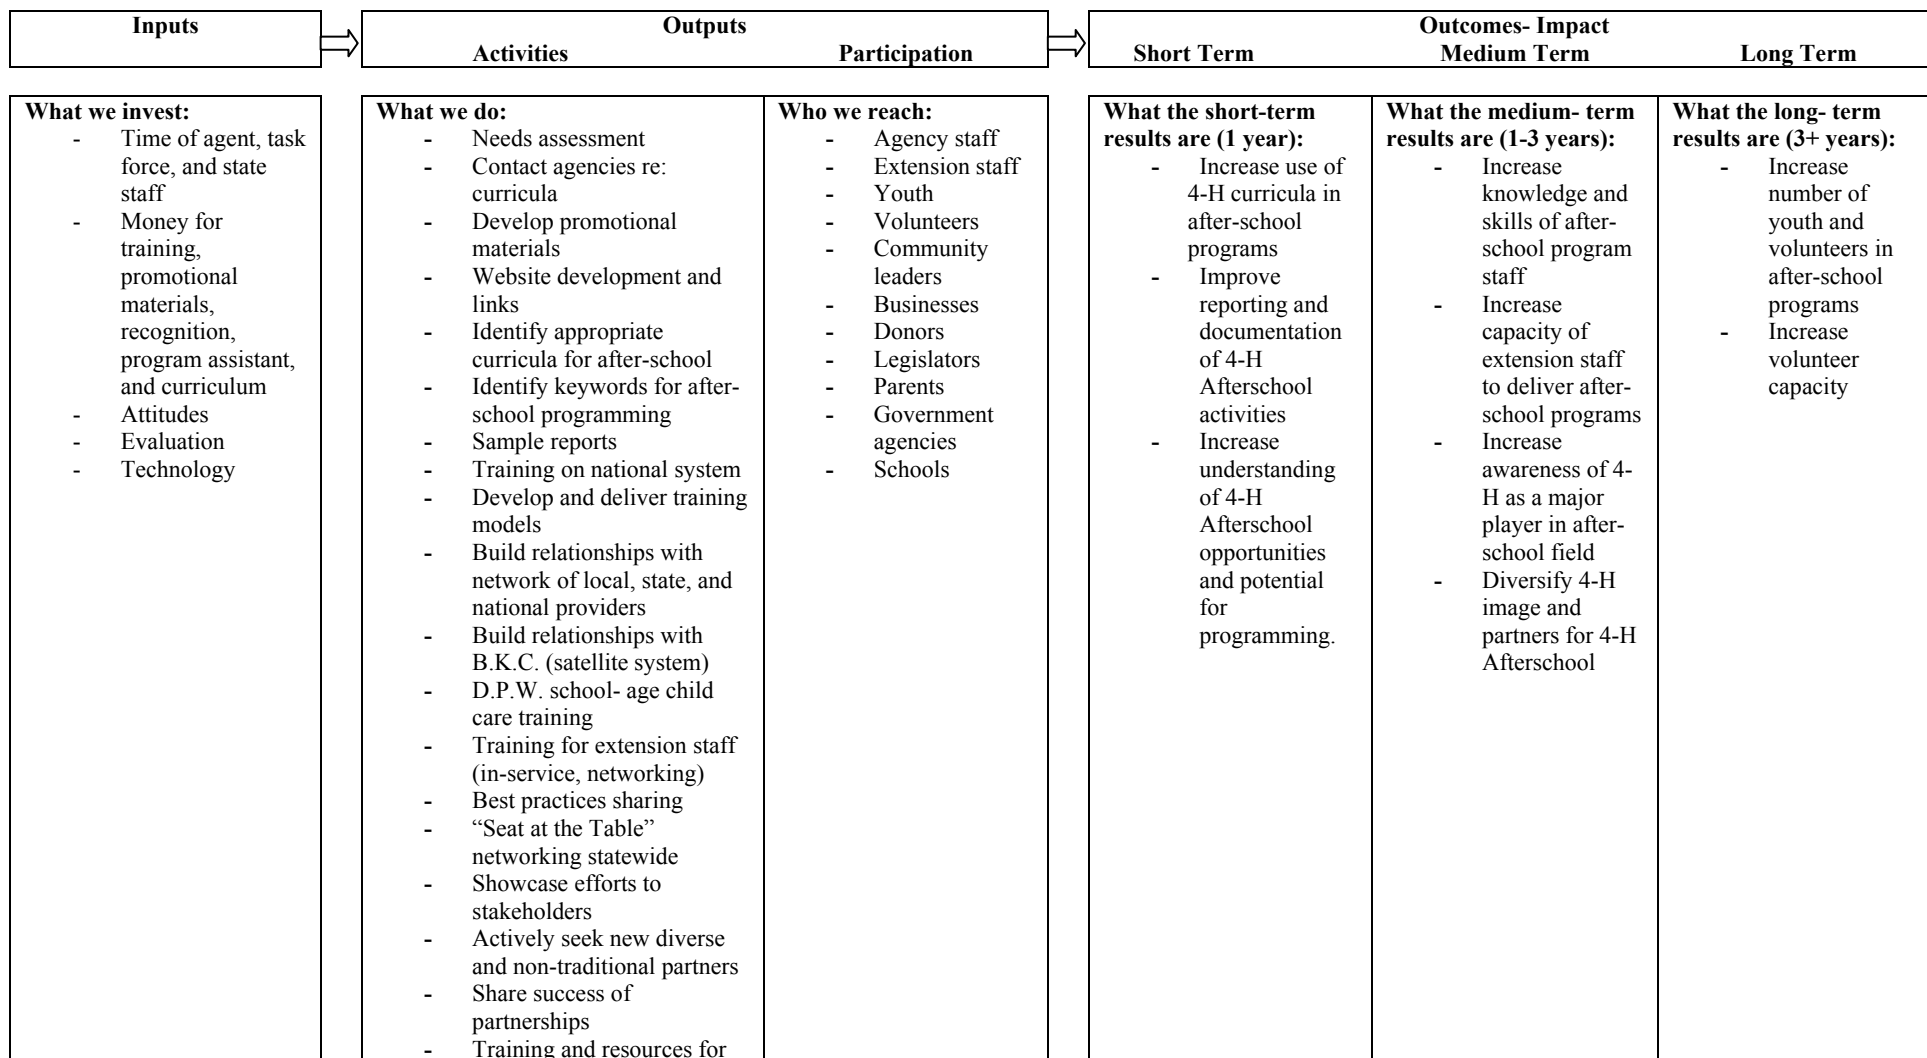 Inputs
Outputs
Activities Participation
Outcomes- Impact
Short Term Medium Term Long Term
What we invest:
- Time of agent, task
force, and state
staff
- Money for
training,
promotional
materials,
recognition,
program assistant,
and curriculum
- Attitudes
- Evaluation
- Technology
What we do:
- Needs assessment
- Contact agencies re:
curricula
- Develop promotional
materials
- Website development and
links
- Identify appropriate
curricula for after-school
- Identify keywords for after-
school programming
- Sample reports
- Training on national system
- Develop and deliver training
models
- Build relationships with
network of local, state, and
national providers
- Build relationships with
B.K.C. (satellite system)
- D.P.W. school- age child
care training
- Training for extension staff
(in-service, networking)
- Best practices sharing
- “Seat at the Table”
networking statewide
- Showcase efforts to
stakeholders
- Actively seek new diverse
and non-traditional partners
- Share success of
partnerships
- Training and resources for
Who we reach:
- Agency staff
- Extension staff
- Youth
- Volunteers
- Community
leaders
- Businesses
- Donors
- Legislators
- Parents
- Government
agencies
- Schools
What the short-term
results are (1 year):
- Increase use of
4-H curricula in
after-school
programs
- Improve
reporting and
documentation
of 4-H
Afterschool
activities
- Increase
understanding
of 4-H
Afterschool
opportunities
and potential
for
programming.
What the medium- term
results are (1-3 years):
- Increase
knowledge and
skills of after-
school program
staff
- Increase
capacity of
extension staff
to deliver after-
school programs
- Increase
awareness of 4-
H as a major
player in after-
school field
- Diversify 4-H
image and
partners for 4-H
Afterschool
What the long- term
results are (3+ years):
- Increase
number of
youth and
volunteers in
after-school
programs
- Increase
volunteer
capacity